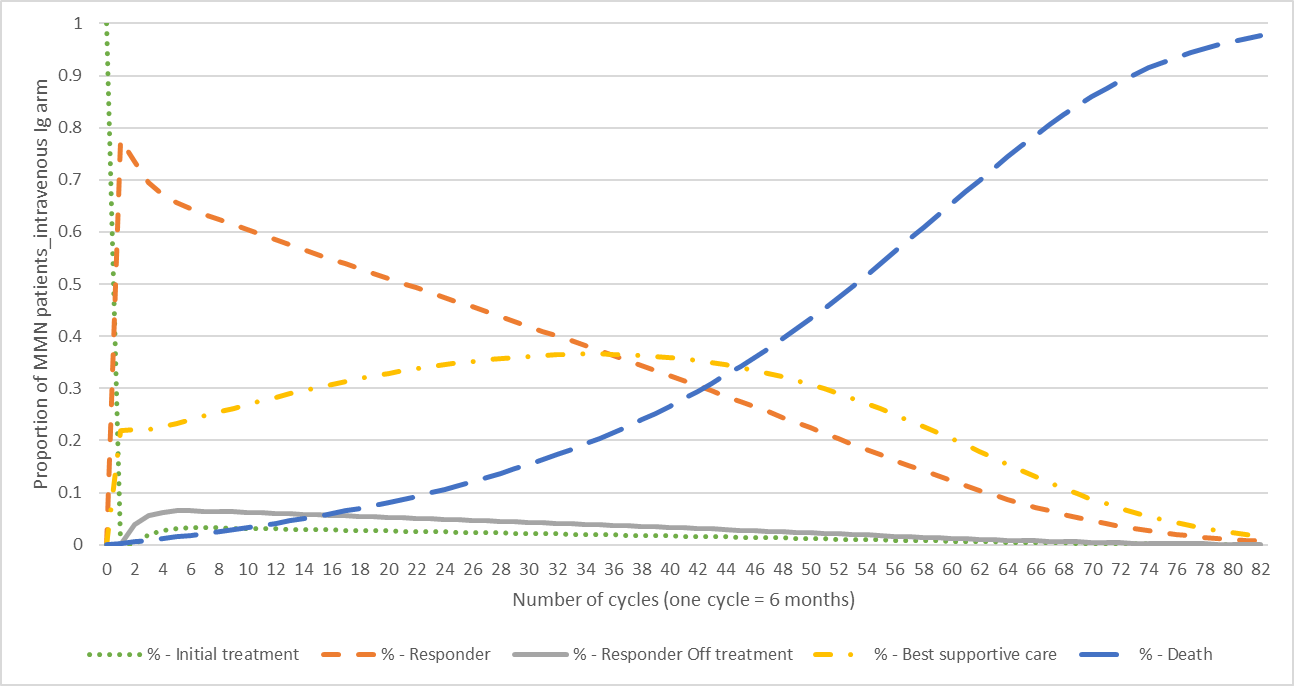 Proportion of MMN patients_intravenous Ig arm
1
0.9
0.8
0.7
0.6
0.5
0.4
0.3
0.2
0.1
0
0 2 4 6 8 10 12 14 16 18 20 22 24 26 28 30 32 34 36 38 40 42 44 46 48 50 52 54 56 58 60 62 64 66 68 70 72 74 76 78 80 82
Number of cycles (one cycle = 6 months)
% - Initial treatment % - Responder % - Responder Off treatment % - Best supportive care % - Death